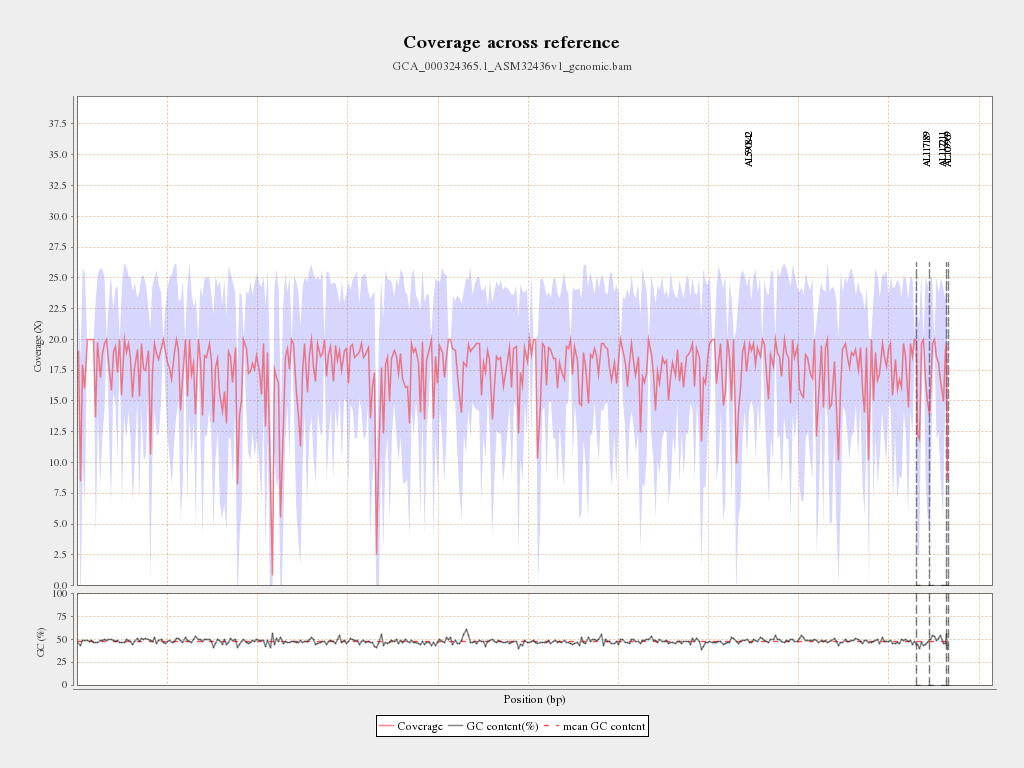 Coverage across reference
GCA_000324365.1_ASM32436v1_genomic.bam
37.5
35.0
32.5
30.0
27.5
25.0
22.5
20.0
17.5
15.0
12.5
10.0
7.5
5.0
2.5
0.0
Coverage (X)
AL590842
AL117189
AL117211
AL109969
100
75
50
25
0
GC (%)
Position (bp)
Coverage GC content(%) mean GC content